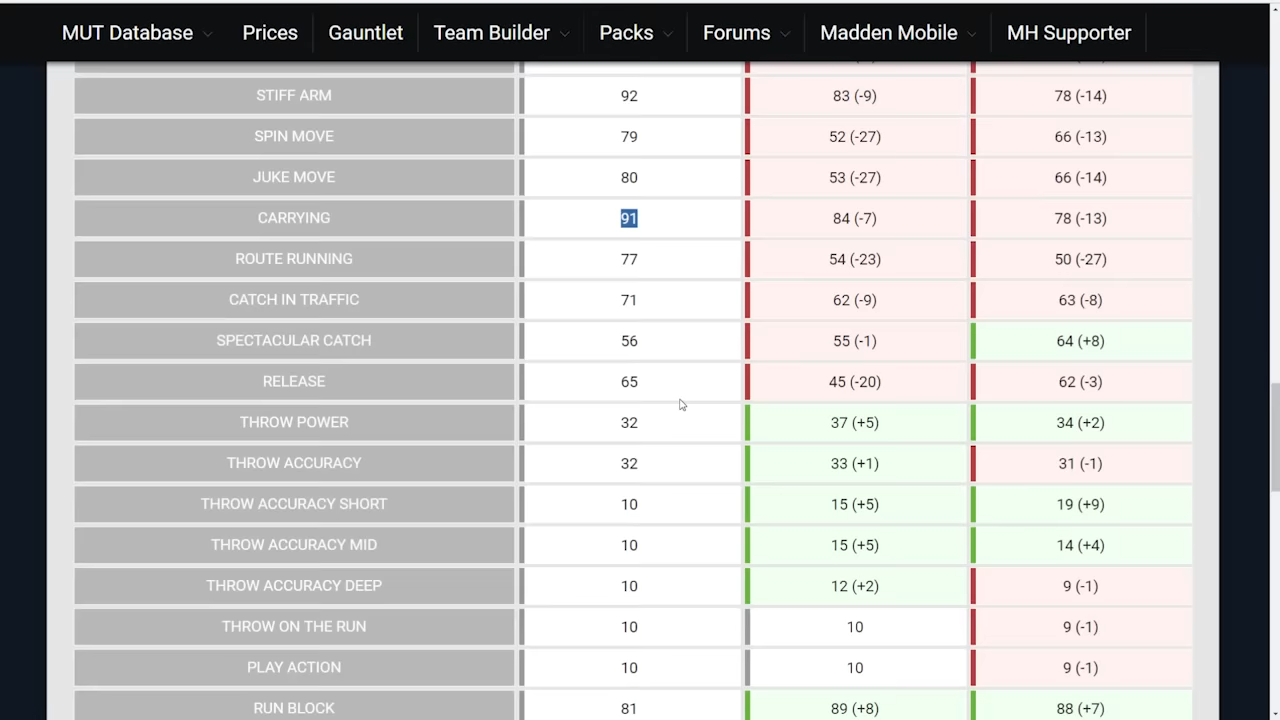 MUT Database Prices Gauntlet Team Builder Packs Forums Madden Mobile MH Supporter
STIFF ARM 92 83 (-9) 78 (-14)
SPIN MOVE 79 52 (-27) 66 (-13)
JUKE MOVE 80 53 (-27) 66 (-14)
CARRYING 91 84 (-7) 78 (-13)
ROUTE RUNNING 77 54 (-23) 50 (-27)
CATCH IN TRAFFIC 71 62 (-9) 63 (-8)
SPECTACULAR CATCH 56 55 (-1) 64 (+8)
RELEASE 65 45 (-20) 62 (-3)
THROW POWER 32 37 (+5) 34 (+2)
THROW ACCURACY 32 33 (+1) 31 (-1)
THROW ACCURACY SHORT 10 15 (+5) 19 (+9)
THROW ACCURACY MID 10 15 (+5) 14 (+4)
THROW ACCURACY DEEP 10 12 (+2) 9 (-1)
THROW ON THE RUN 10 10 9 (-1)
PLAY ACTION 10 10 9 (-1)
RUN BLOCK 81 89 (+8) 88 (+7)